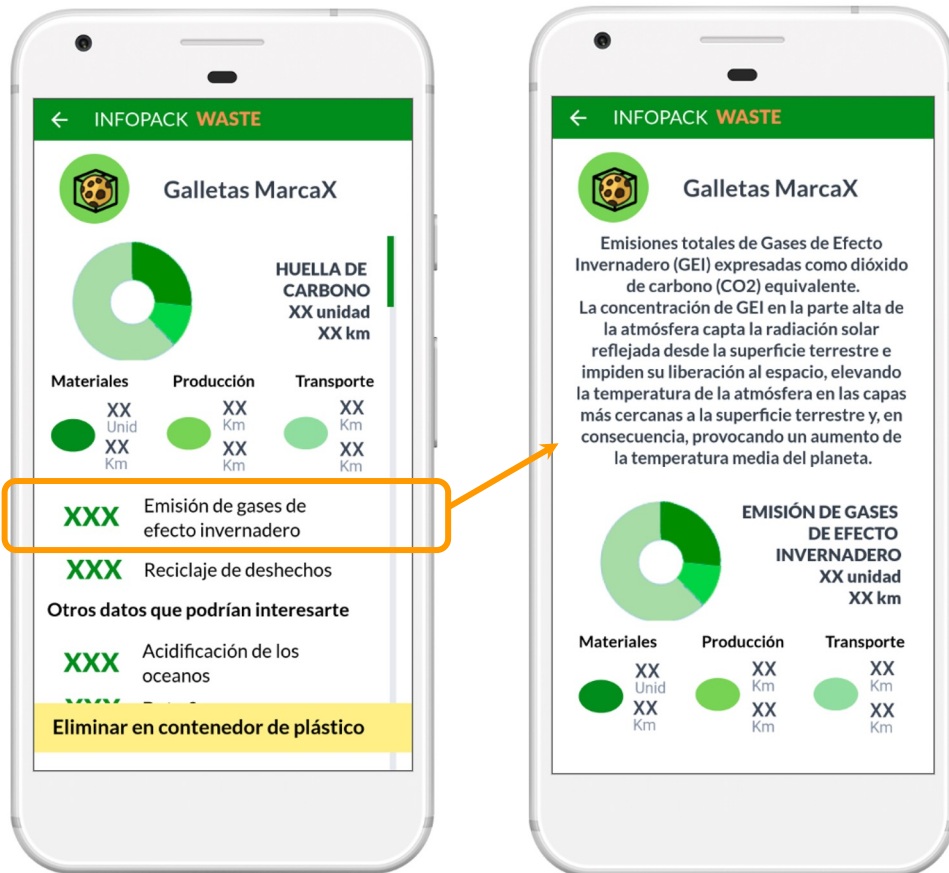 INFOPACK WASTE
Galletas MarcaX
HUELLA DE
CARBONO
XX unidad
XX km
Materiales Producción Transporte
XX XX XX
Unid Km Km
XX XX XX
Km Km Km
XXX Emisión de gases de
efecto invernadero
XXX Reciclaje de deshechos
Otros datos que podrían interesarte
XXX Acidificación de los
oceanos
Eliminar en contenedor de plástico
INFOPACK WASTE
Galletas MarcaX
Emisiones totales de Gases de Efecto
Invernadero (GEI) expresadas como dióxido
de carbono (CO2) equivalente.
La concentración de GEI en la parte alta de
la atmósfera capta la radiación solar
reflejada desde la superficie terrestre e
impiden su liberación al espacio, elevando
la temperatura de la atmósfera en las capas
más cercanas a la superficie terrestre y, en
consecuencia, provocando un aumento de
la temperatura media del planeta.
EMISIÓN DE GASES
DE EFECTO
INVERNADERO
XX unidad
XX km
Materiales Producción Transporte
XX XX XX
Unid Km Km
XX XX XX
Km Km Km